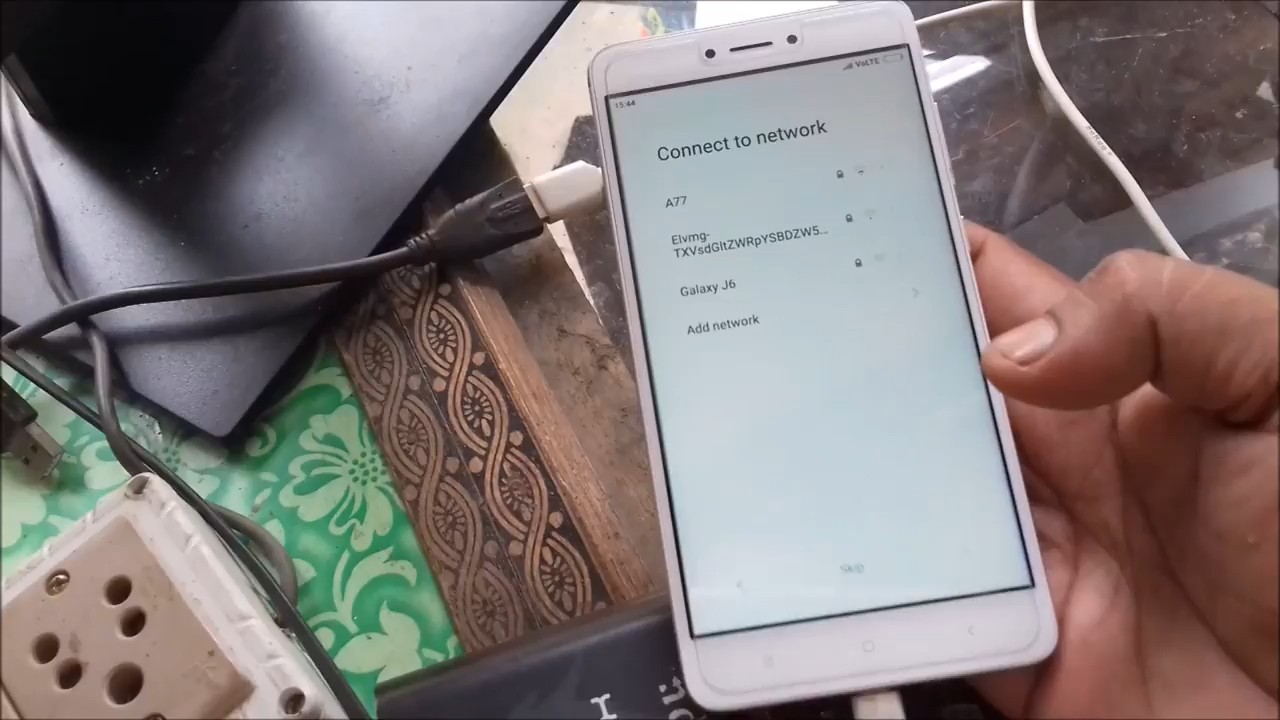 15:44
VoLTE
Connect to network
A77
Elvmg-
TXVsdGltZWRpYSBDZW5...
Galaxy J6
Add network
Skip